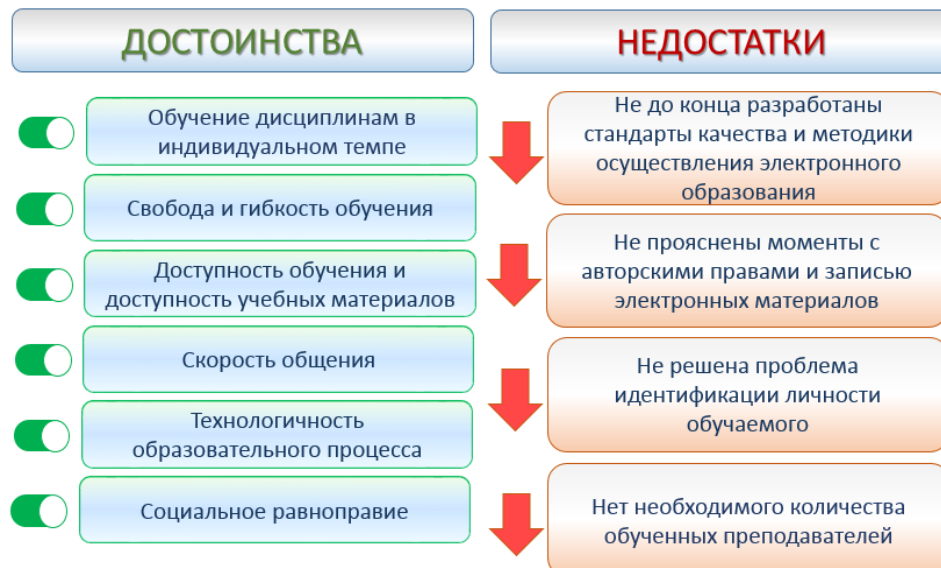 ДОСТОИНСТВА
Обучение дисциплинам в
индивидуальном темпе
Свобода и гибкость обучения
Доступность обучения и
доступность учебных материалов
Скорость общения
Технологичность
образовательного процесса
Социальное равноправие
НЕДОСТАТКИ
Не до конца разработаны
стандарты качества и методики
осуществления электронного
образования
Не прояснены моменты с
авторскими правами и записью
электронных материалов
Не решена проблема
идентификации личности
обучаемого
Нет необходимого количества
обученных преподавателей